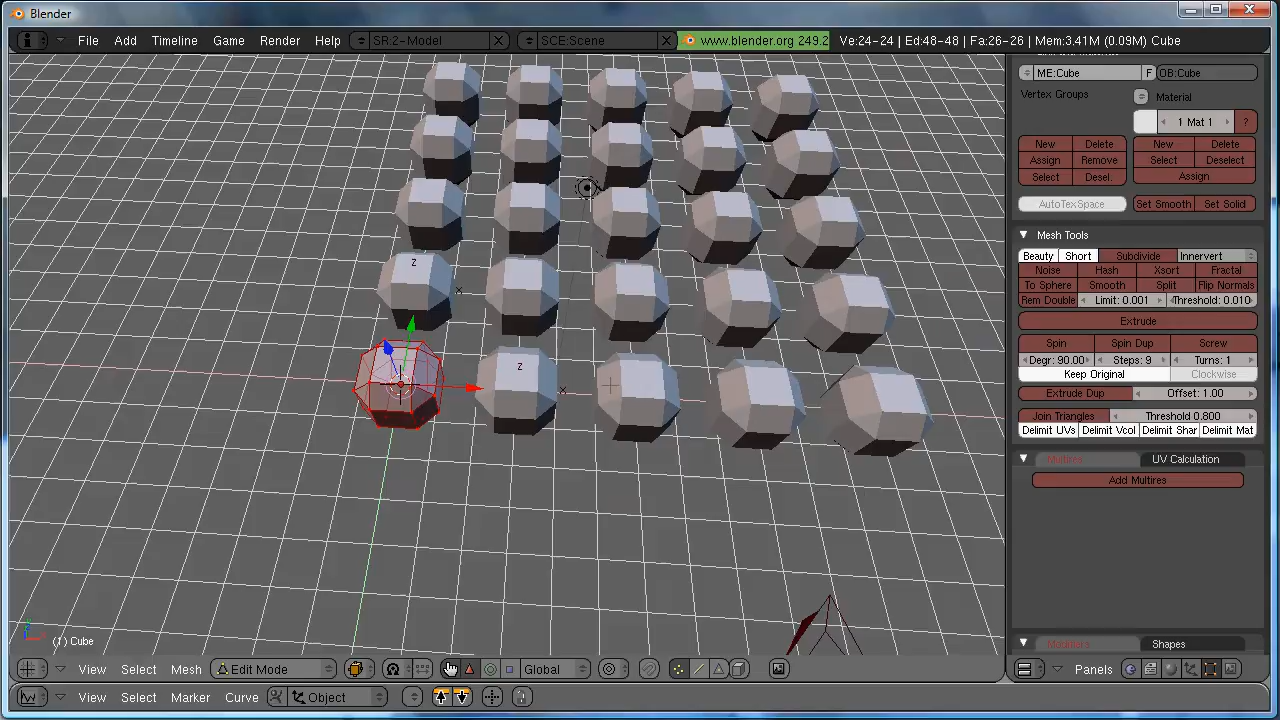 Blender
File Add Timeline Game Render Help SR:2-Model SCE:Scene www.blender.org 249.2 Ve:24-24 | Ed:48-48 | Fa:26-26 | Mem:3.41M (0.09M) Cube
ME:Cube F OB:Cube
Vertex Groups Material
1 Mat 1 ?
New Delete New Delete
Assign Remove Select Deselect
Select Desel. Assign
AutoTexSpace Set Smooth Set Solid
Mesh Tools
Beauty Short Subdivide Innervert
Noise Hash Xsort Fractal
To Sphere Smooth Split Flip Normals
Rem Double Limit: 0.001 Threshold: 0.010
Extrude
Spin Spin Dup Screw
Degr: 90.00 Steps: 9 Turns: 1
Keep Original Clockwise
Extrude Dup Offset: 1.00
Join Triangles Threshold 0.800
Delimit UVs Delimit Vcol Delimit Shar Delimit Mat
Multires UV Calculation
Add Multires
Modifiers Shapes
z
x
z
x
(1) Cube
View Select Mesh Edit Mode Global Panels
View Select Marker Curve Object